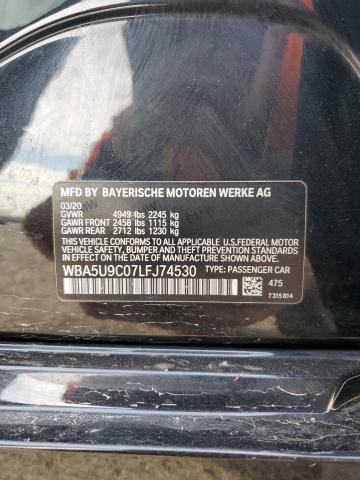 MFD BY BAYERISCHE MOTOREN WERKE AG
03/20
GVWR 4949 lbs 2245 kg
GAWR FRONT 2458 lbs 1115 kg
GAWR REAR 2712 lbs 1230 kg
THIS VEHICLE CONFORMS TO ALL APPLICABLE
U.S. FEDERAL MOTOR VEHICLE SAFETY,
BUMPER, AND THEFT PREVENTION STANDARDS
IN EFFECT ON THE DATE OF
MANUFACTURE SHOWN ABOVE.
WBA5U9C07LFJ74530 TYPE: PASSENGER CAR
475
7315814